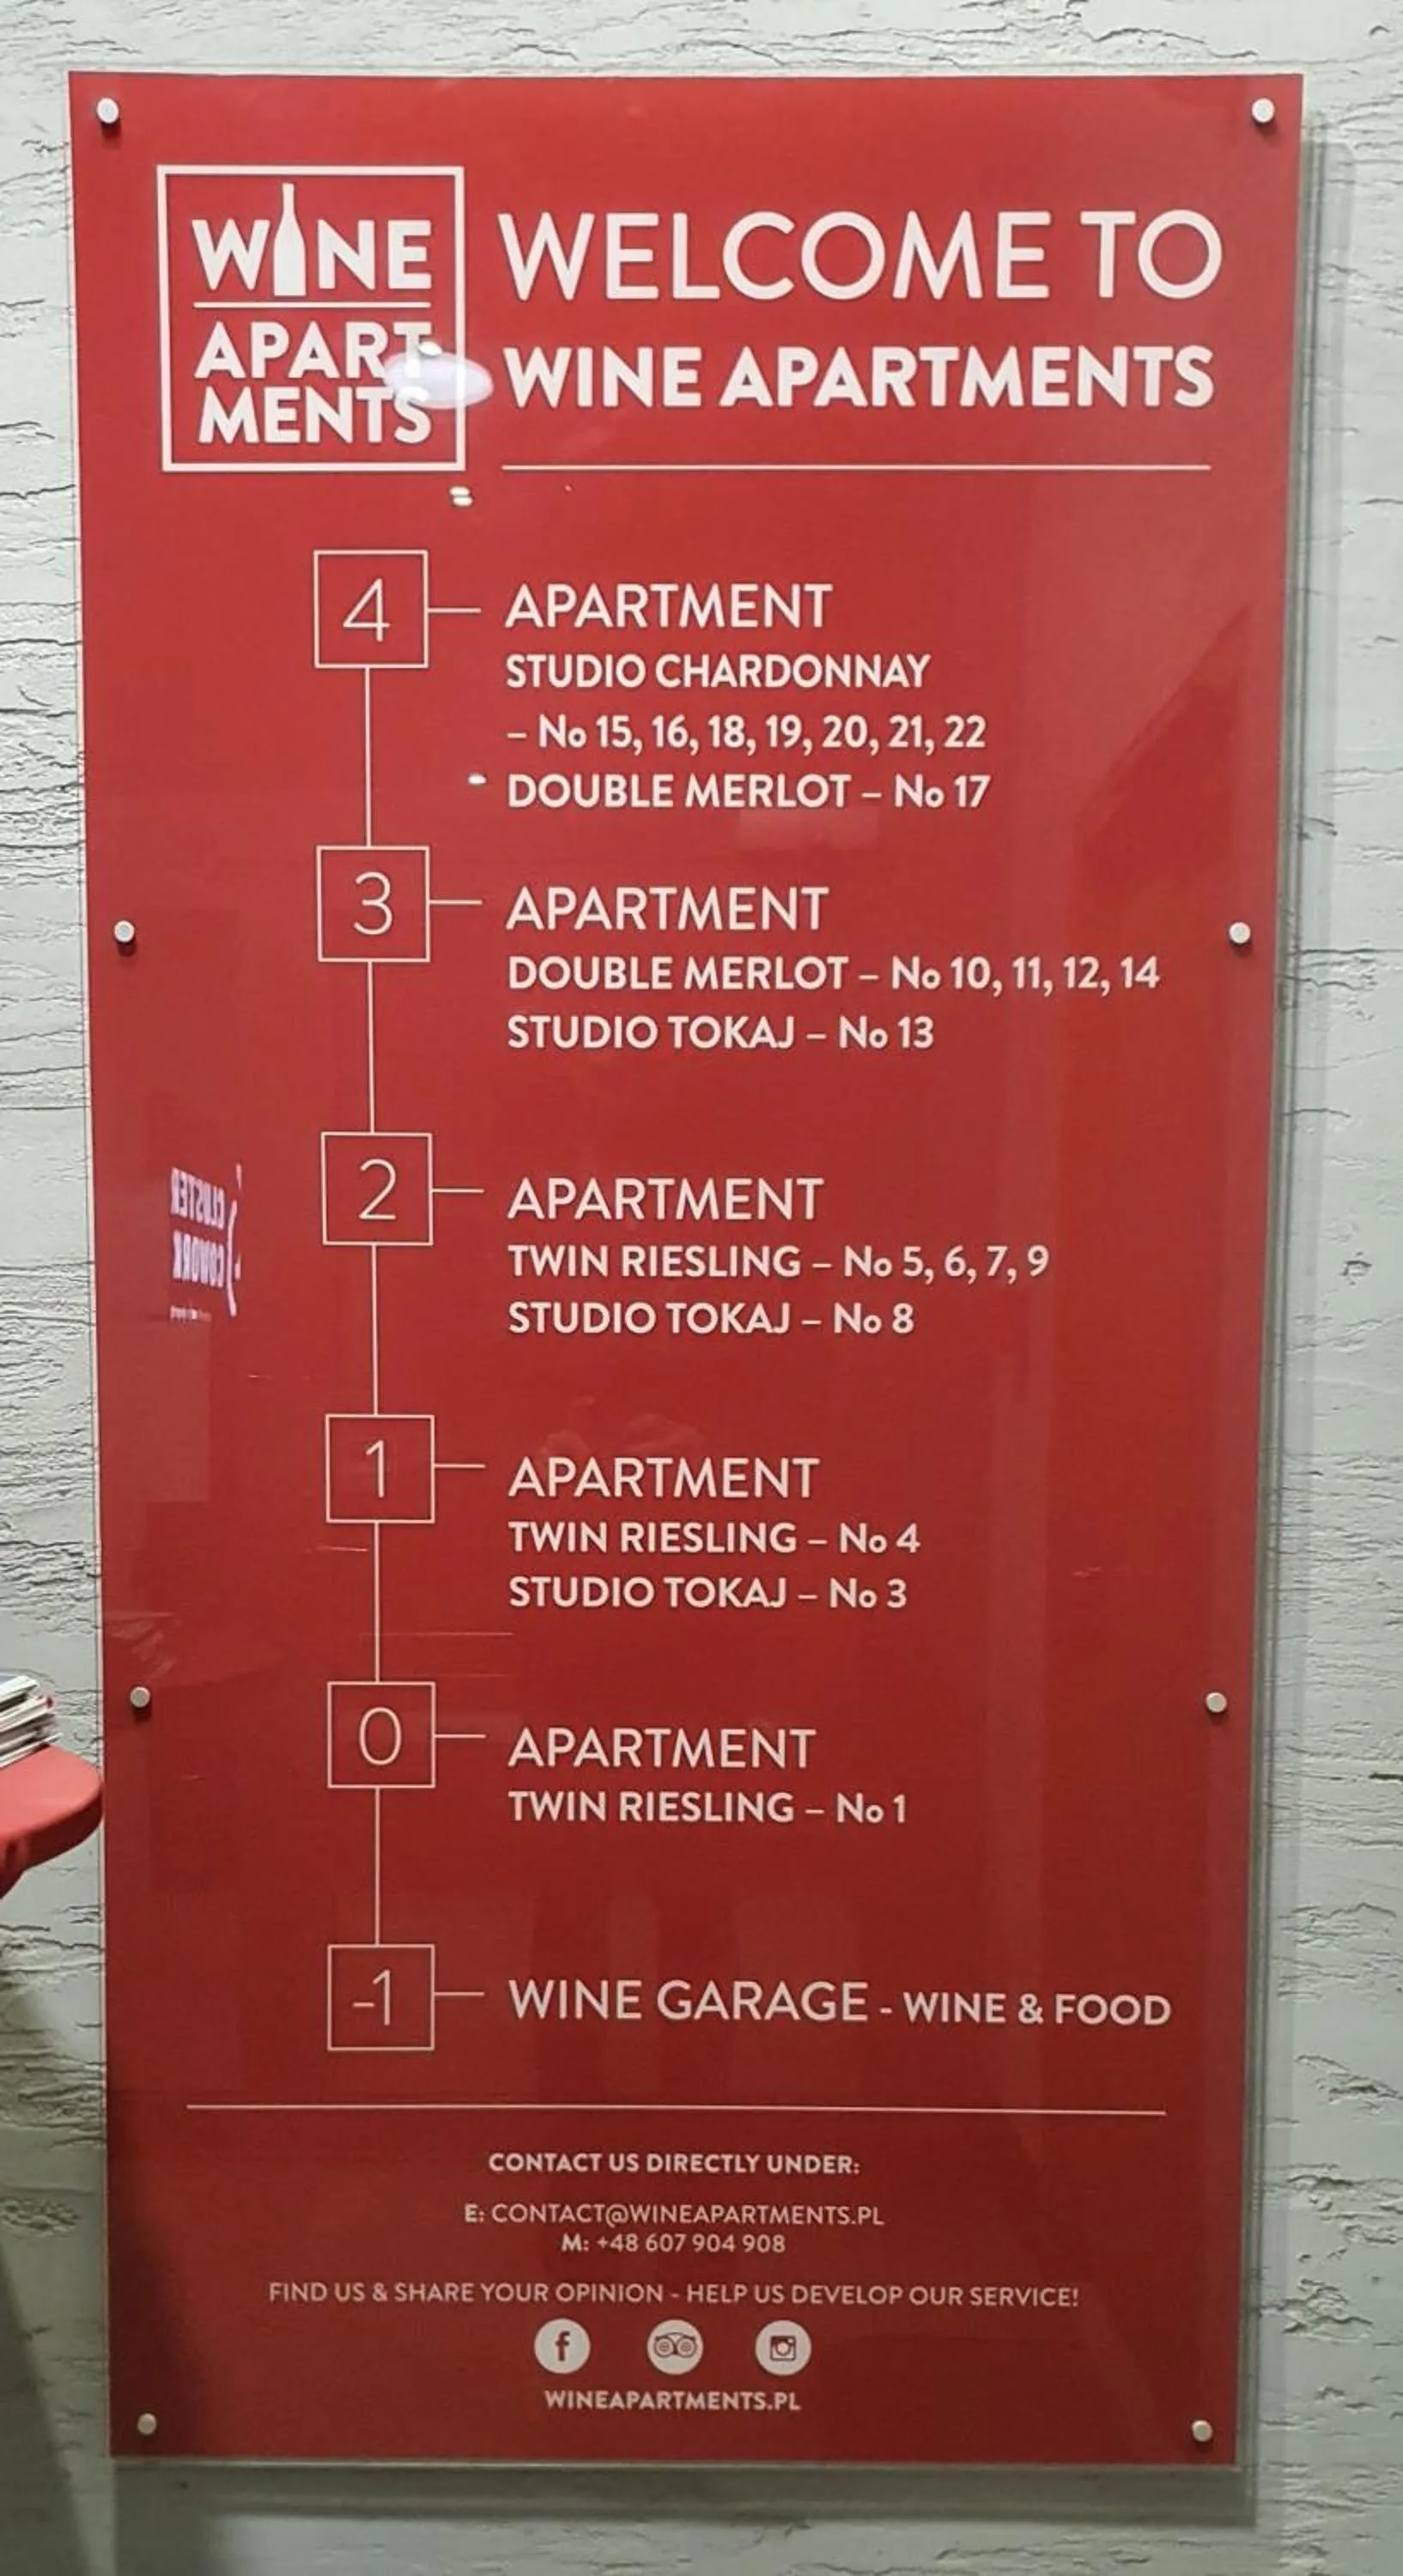 WINE
APART
MENTS
WELCOME TO
WINE APARTMENTS
4
APARTMENT
STUDIO CHARDONNAY
– No 15, 16, 18, 19, 20, 21, 22
DOUBLE MERLOT – No 17
3
APARTMENT
DOUBLE MERLOT – No 10, 11, 12, 14
STUDIO TOKAJ – No 13
2
APARTMENT
TWIN RIESLING – No 5, 6, 7, 9
STUDIO TOKAJ – No 8
CLUSTER
COWORK
1
APARTMENT
TWIN RIESLING – No 4
STUDIO TOKAJ – No 3
0
APARTMENT
TWIN RIESLING – No 1
-1
WINE GARAGE - WINE & FOOD
CONTACT US DIRECTLY UNDER:
E: CONTACT@WINEAPARTMENTS.PL
M: +48 607 904 908
FIND US & SHARE YOUR OPINION - HELP US DEVELOP OUR SERVICE!
f
WINEAPARTMENTS.PL